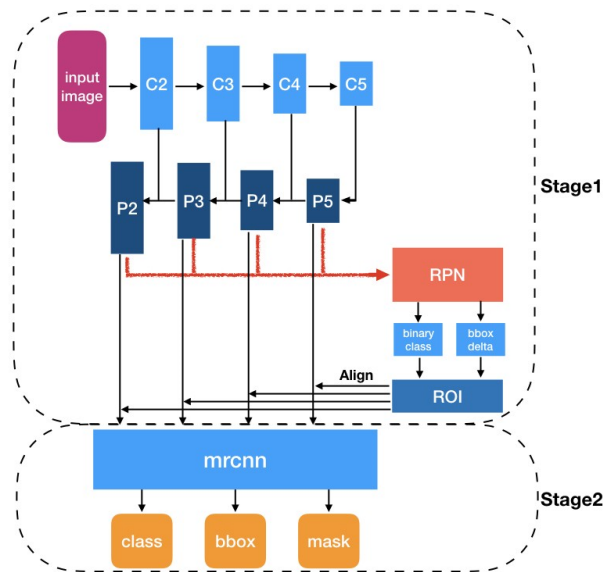 input
image
C2
C3
C4
C5
P2
P3
P4
P5
Stage1
RPN
binary
class
bbox
delta
Align
ROI
mrcnn
Stage2
class
bbox
mask